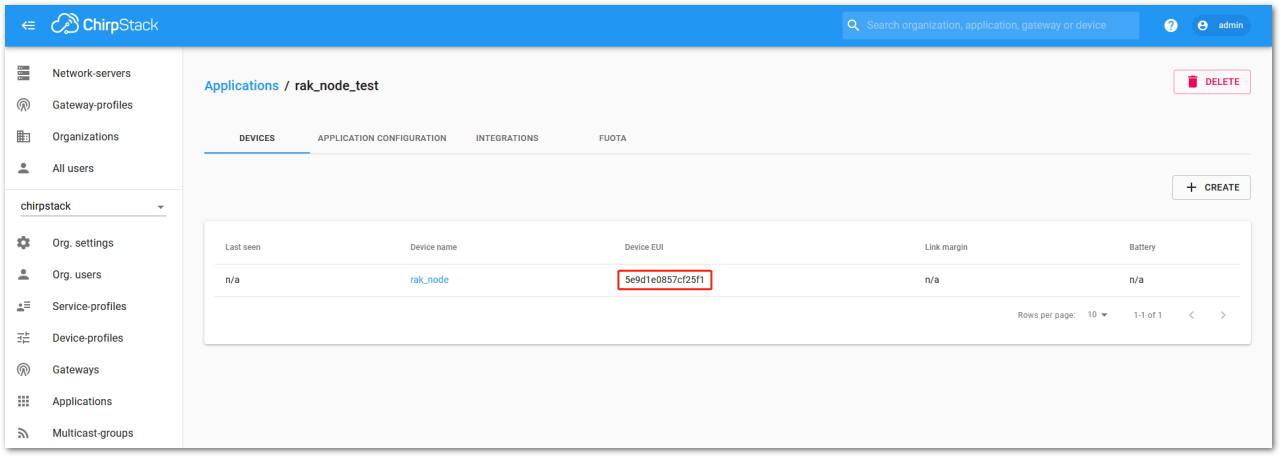 ChirpStack
Search organization, application, gateway or device
? admin
Network-servers
Gateway-profiles
Organizations
All users
chirpstack
Org. settings
Org. users
Service-profiles
Device-profiles
Gateways
Applications
Multicast-groups
Applications / rak_node_test
DELETE
DEVICES APPLICATION CONFIGURATION INTEGRATIONS FUOTA
+ CREATE
Last seen Device name Device EUI Link margin Battery
n/a rak_node 5e9d1e0857cf25f1 n/a n/a
Rows per page: 10 1-1 of 1